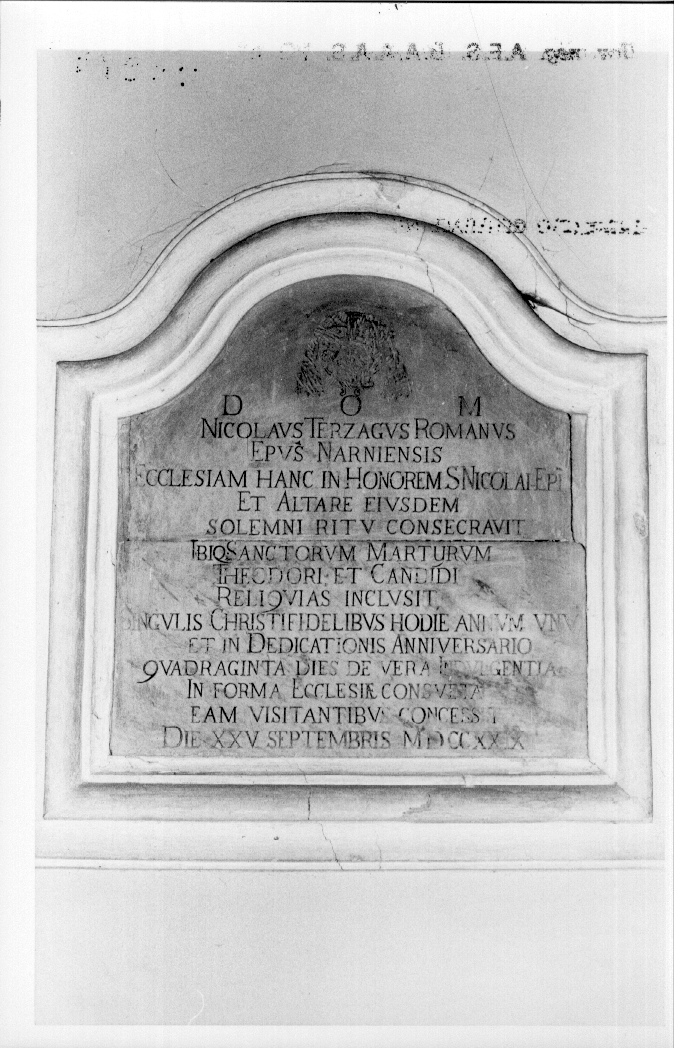 D O M
NICOLAVS TERZAGVS ROMANVS
EPVS NARNIENSIS
ECCLESIAM HANC IN HONOREM S NICOLAI EPI
ET ALTARE EIVSDEM
SOLEMNI RITV CONSECRAVIT
IBIQ SANCTORVM MARTURVM
THEODORI ET CANDIDI
RELIQVIAS INCLVSIT
SINGVLIS CHRISTIFIDELIBVS HODIE ANNVM VNV
ET IN DEDICATIONIS ANNIVERSARIO
QVADRAGINTA DIES DE VERA INDVLGENTIA
IN FORMA ECCLESIÆ CONSVETA
EAM VISITANTIBVS CONCESSIT
DIE XXV SEPTEMBRIS MDCCXXIX